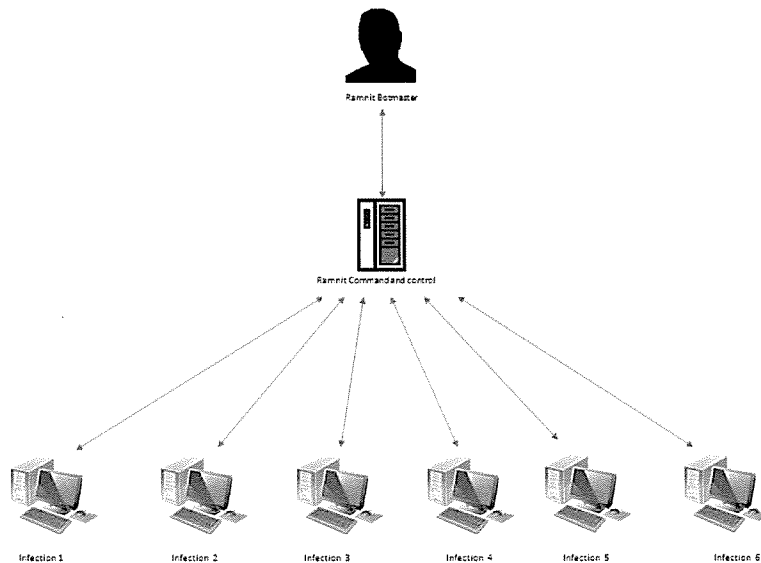 Ramnit Botmaster
Ramnit Command and control
Infection 1
Infection 2
Infection 3
Infection 4
Infection 5
Infection 6